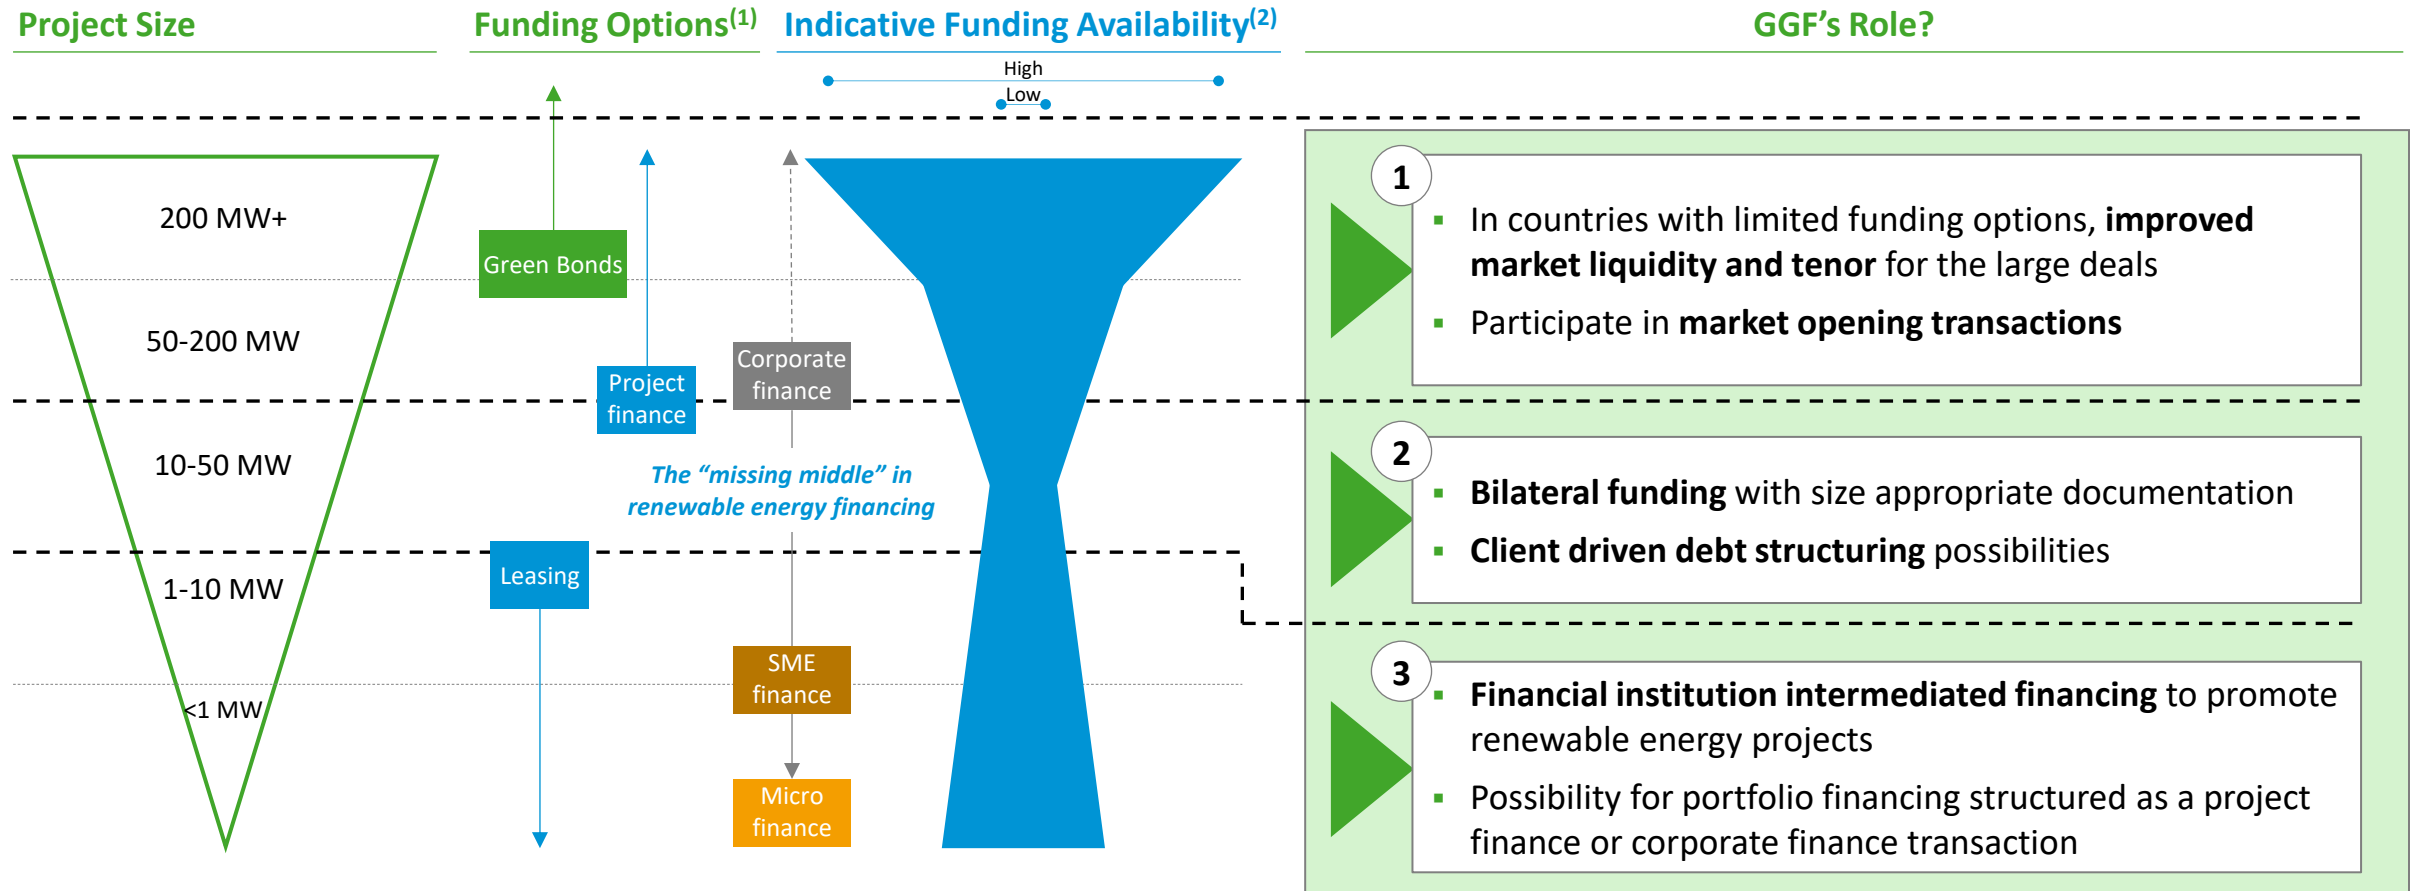 Project Size
Funding Options(1)
Indicative Funding Availability(2)
GGF's Role?
High
Low
200 MW+
50-200 MW
10-50 MW
1-10 MW
<1 MW
Green Bonds
Project
finance
Corporate
finance
The “missing middle” in
renewable energy financing
Leasing
SME
finance
Micro
finance
1
▪ In countries with limited funding options, improved
market liquidity and tenor for the large deals
▪ Participate in market opening transactions
2
▪ Bilateral funding with size appropriate documentation
▪ Client driven debt structuring possibilities
3
▪ Financial institution intermediated financing to promote
renewable energy projects
▪ Possibility for portfolio financing structured as a project
finance or corporate finance transaction